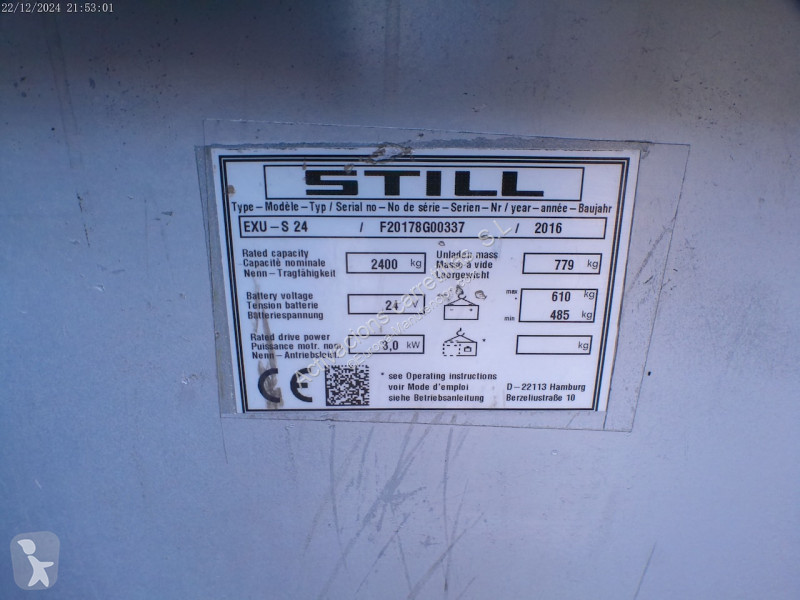 22/12/2024 21:53:01
STILL
Type – Modèle – Typ / Serial no – No de série – Serien – Nr / year – année – Baujahr
EXU – S 24 / F20178G00337 / 2016
Rated capacity
Capacité nominale 2400 kg
Nenn – Tragfähigkeit
Unladen mass
Masse à vide 779 kg
Leergewicht
Battery voltage
Tension batterie 24 V
Batteriespannung
max 610 kg
min 485 kg
Rated drive power
Puissance motr. nom. 3,0 kW
Nenn – Antriebsleist
* kg
CE
* see Operating instructions
voir Mode d'emploi
siehe Betriebsanleitung
D – 22113 Hamburg
Berzeliustraße 10